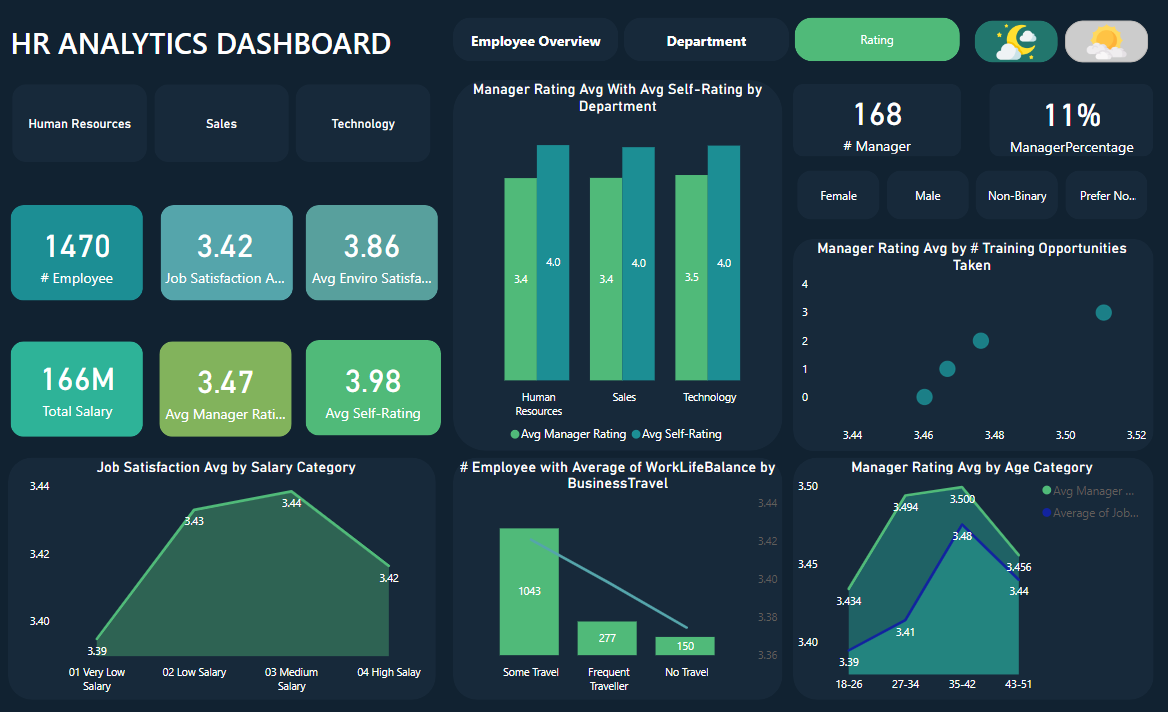 HR ANALYTICS DASHBOARD
Employee Overview
Department
Rating
Human Resources
Sales
Technology
1470
# Employee
3.42
Job Satisfaction A...
3.86
Avg Enviro Satisfa...
166M
Total Salary
3.47
Avg Manager Rati...
3.98
Avg Self-Rating
Manager Rating Avg With Avg Self-Rating by
Department
3.4
4.0
3.4
4.0
3.5
4.0
Human
Resources
Sales
Technology
Avg Manager Rating
Avg Self-Rating
168
# Manager
11%
ManagerPercentage
Female
Male
Non-Binary
Prefer No...
Manager Rating Avg by # Training Opportunities
Taken
4
3
2
1
0
3.44
3.46
3.48
3.50
3.52
Job Satisfaction Avg by Salary Category
3.44
3.42
3.40
3.39
3.43
3.44
3.42
01 Very Low
Salary
02 Low Salary
03 Medium
Salary
04 High Salay
# Employee with Average of WorkLifeBalance by
BusinessTravel
3.44
3.42
3.40
3.38
3.36
1043
277
150
Some Travel
Frequent
Traveller
No Travel
Manager Rating Avg by Age Category
Avg Manager ...
Average of Job...
3.50
3.45
3.40
3.434
3.494
3.500
3.456
3.39
3.41
3.48
3.44
18-26
27-34
35-42
43-51